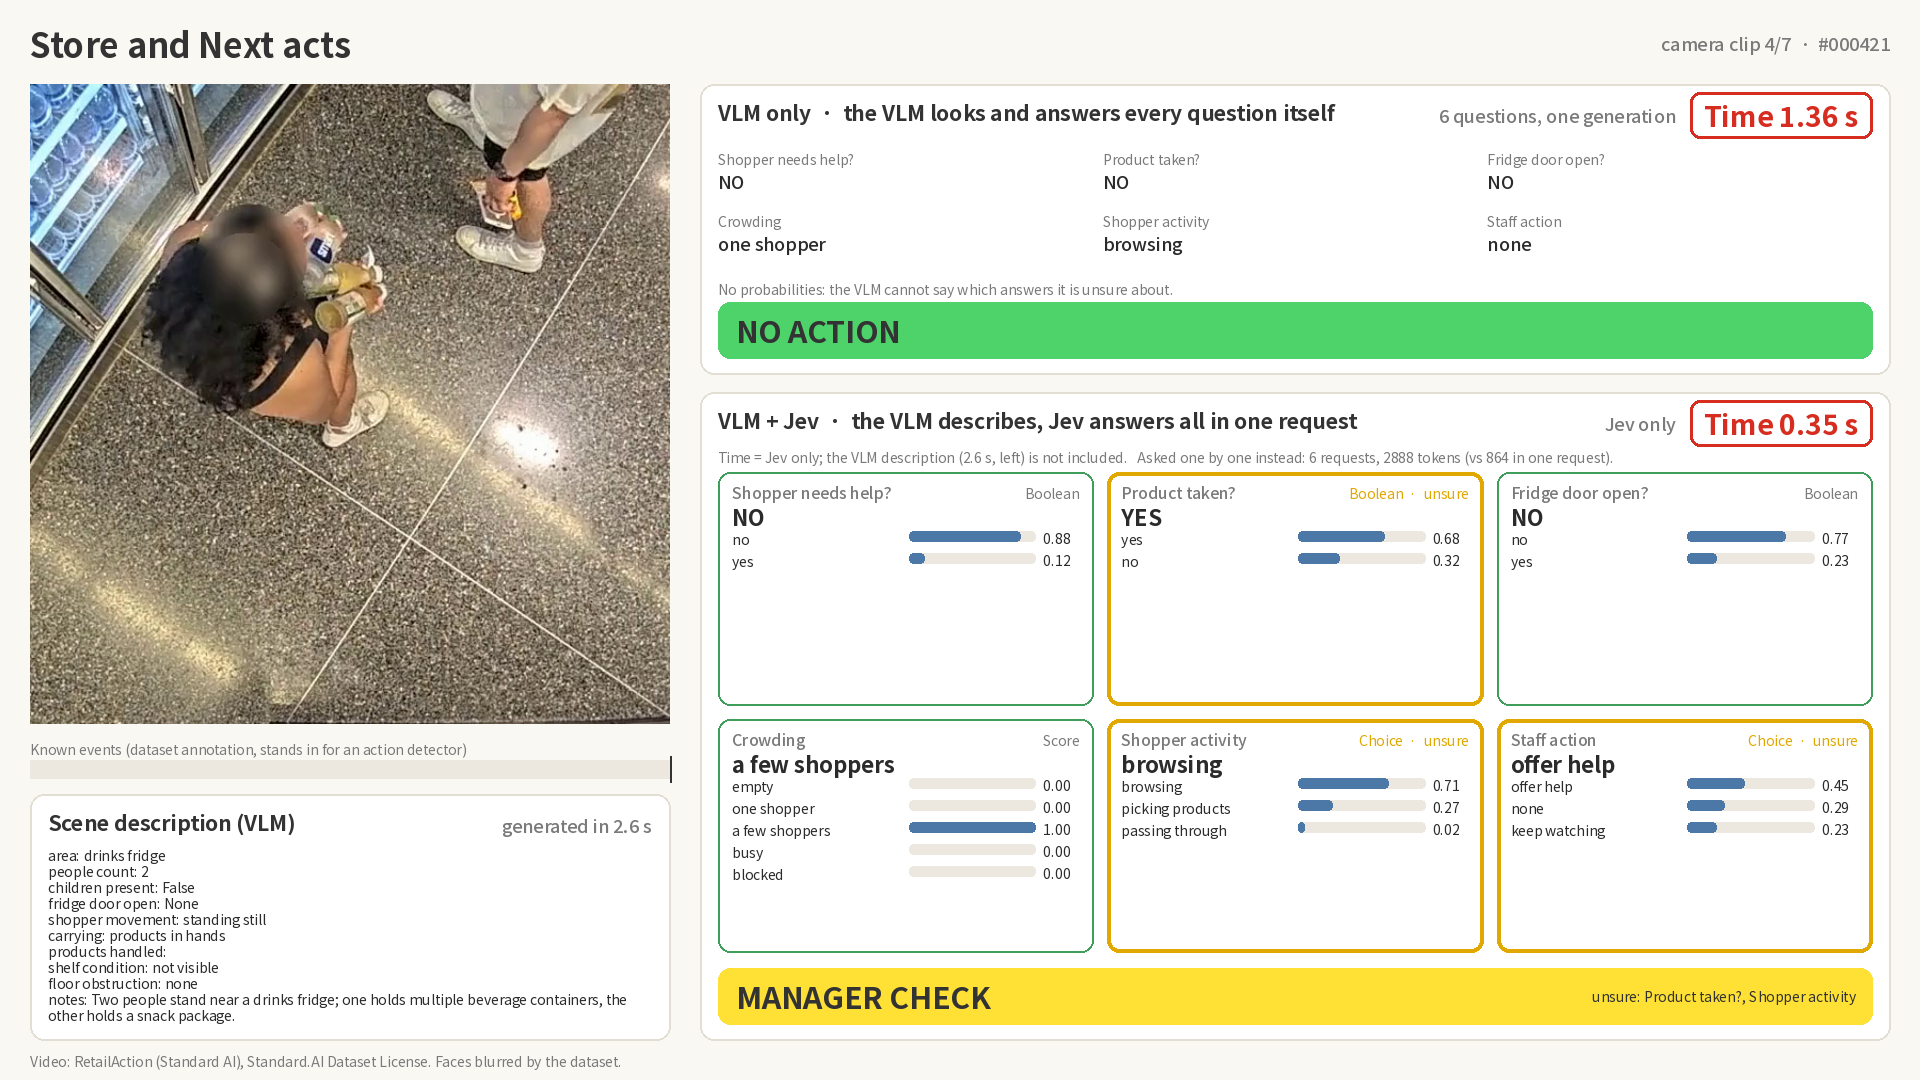 Store and Next acts
camera clip 4/7 · #000421
VLM only · the VLM looks and answers every question itself
6 questions, one generation
Time 1.36 s
Shopper needs help?
NO
Product taken?
NO
Fridge door open?
NO
Crowding
one shopper
Shopper activity
browsing
Staff action
none
No probabilities: the VLM cannot say which answers it is unsure about.
NO ACTION
VLM + Jev · the VLM describes, Jev answers all in one request
Jev only
Time 0.35 s
Time = Jev only; the VLM description (2.6 s, left) is not included. Asked one by one instead: 6 requests, 2888 tokens (vs 864 in one request).
Shopper needs help?
Boolean
NO
no 0.88
yes 0.12
Product taken?
Boolean · unsure
YES
yes 0.68
no 0.32
Fridge door open?
Boolean
NO
no 0.77
yes 0.23
Crowding
Score
a few shoppers
empty 0.00
one shopper 0.00
a few shoppers 1.00
busy 0.00
blocked 0.00
Shopper activity
Choice · unsure
browsing
browsing 0.71
picking products 0.27
passing through 0.02
Staff action
Choice · unsure
offer help
offer help 0.45
none 0.29
keep watching 0.23
MANAGER CHECK
unsure: Product taken?, Shopper activity
Known events (dataset annotation, stands in for an action detector)
Scene description (VLM)
generated in 2.6 s
area: drinks fridge
people count: 2
children present: False
fridge door open: None
shopper movement: standing still
carrying: products in hands
products handled:
shelf condition: not visible
floor obstruction: none
notes: Two people stand near a drinks fridge; one holds multiple beverage containers, the
other holds a snack package.
Video: RetailAction (Standard AI), Standard.AI Dataset License. Faces blurred by the dataset.